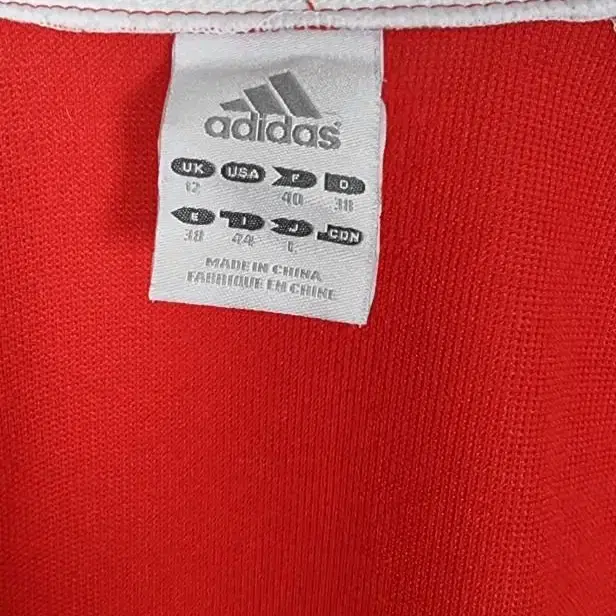 adidas
UK USA F D
12 40 38
E I J CDN
38 44 L
MADE IN CHINA
FABRIQUE EN CHINE